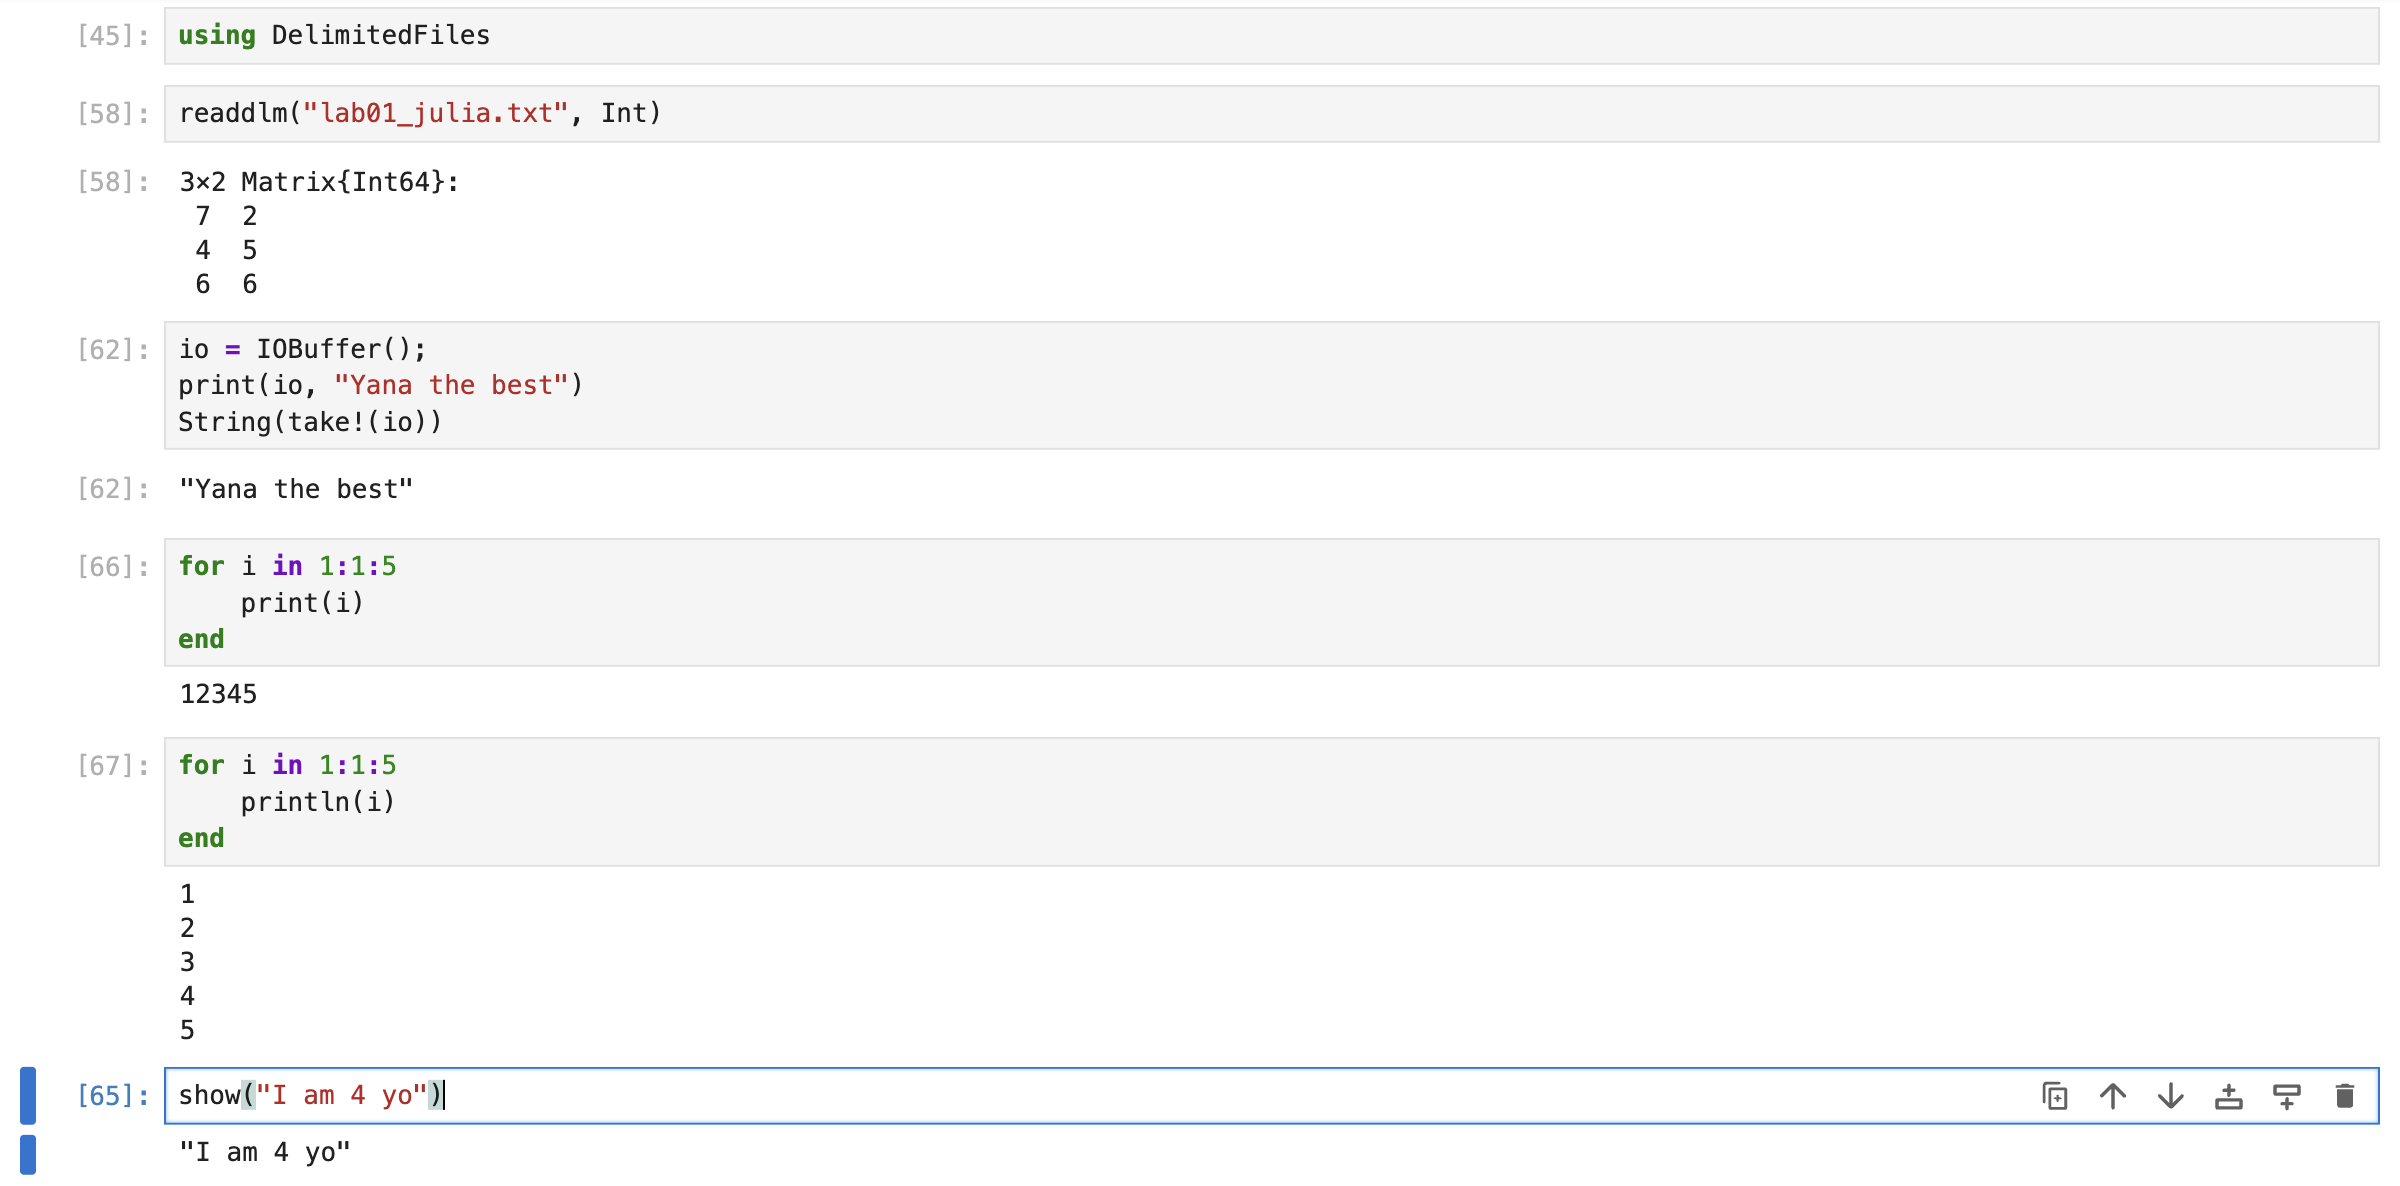 [45]: using DelimitedFiles
[58]: readdlm("lab01_julia.txt", Int)
[58]: 3×2 Matrix{Int64}:
 7  2
 4  5
 6  6
[62]: io = IOBuffer();
print(io, "Yana the best")
String(take!(io))
[62]: "Yana the best"
[66]: for i in 1:1:5
    print(i)
end
12345
[67]: for i in 1:1:5
    println(i)
end
1
2
3
4
5
[65]: show("I am 4 yo")
"I am 4 yo"